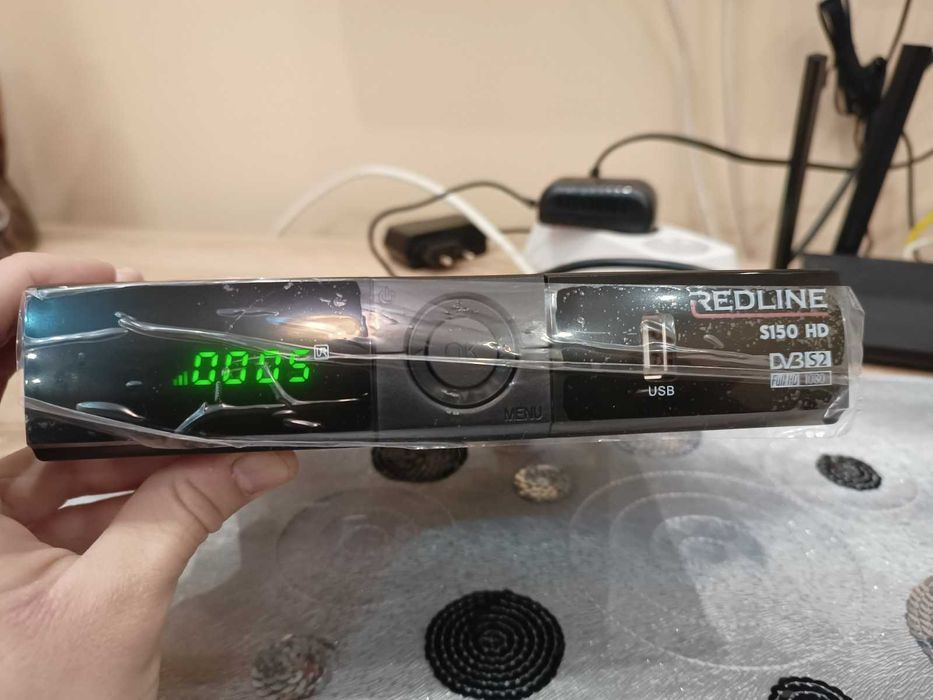 REDLINE
S150 HD
DVB S2
FULL HD
0005
OK
USB
MENU